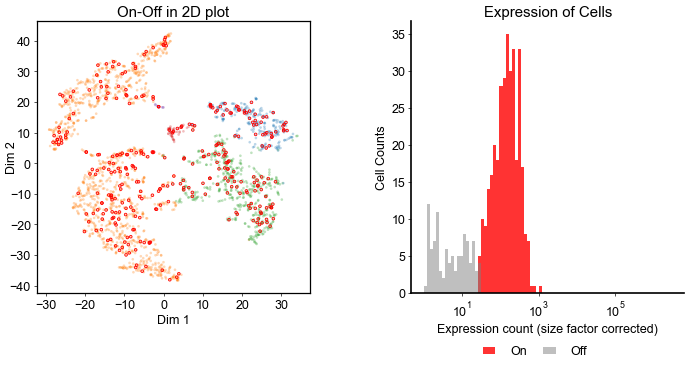 On-Off in 2D plot
Dim 2
40
30
20
10
0
−10
−20
−30
−40
−30 −20 −10 0 10 20 30
Dim 1
Expression of Cells
Cell Counts
35
30
25
20
15
10
5
0
10¹ 10³ 10⁵
Expression count (size factor corrected)
On Off